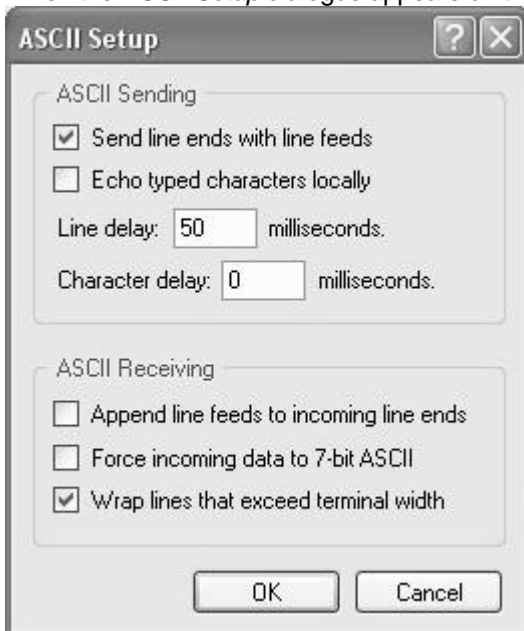 ASCII Setup
ASCII Sending
Send line ends with line feeds
Echo typed characters locally
Line delay: 50 milliseconds.
Character delay: 0 milliseconds.
ASCII Receiving
Append line feeds to incoming line ends
Force incoming data to 7-bit ASCII
Wrap lines that exceed terminal width
OK Cancel